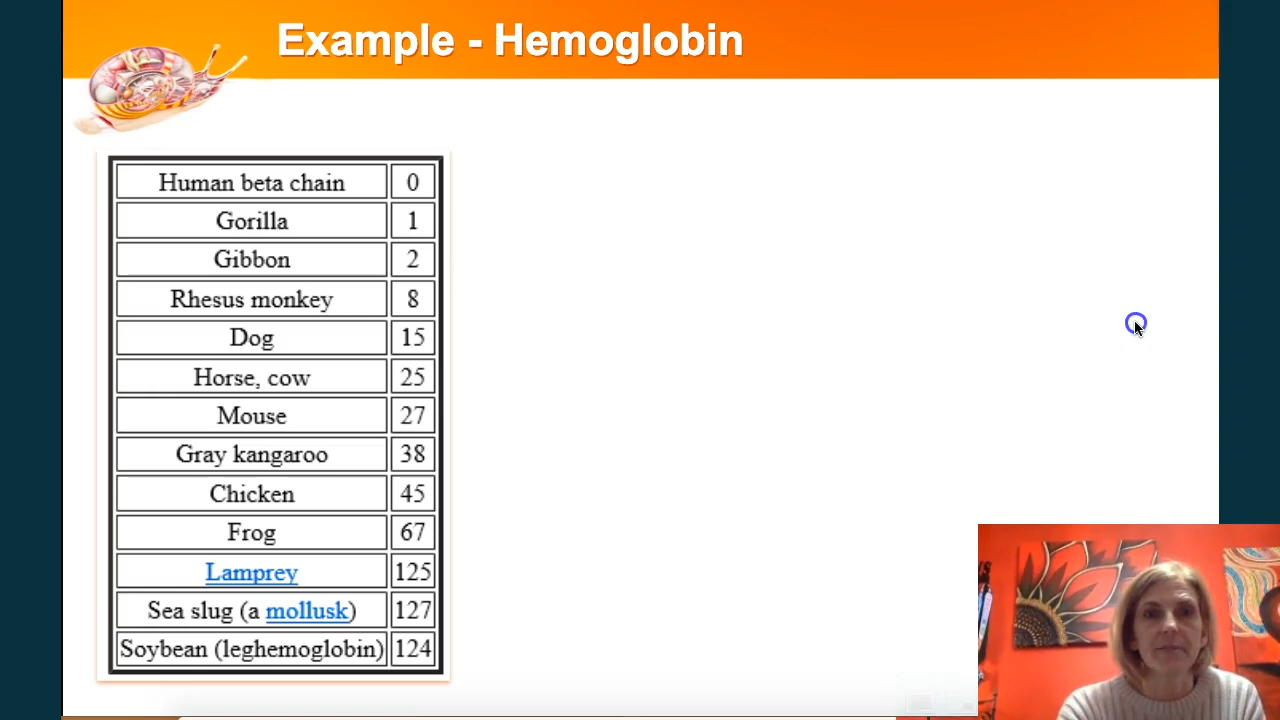 Example - Hemoglobin
Human beta chain 0
Gorilla 1
Gibbon 2
Rhesus monkey 8
Dog 15
Horse, cow 25
Mouse 27
Gray kangaroo 38
Chicken 45
Frog 67
Lamprey 125
Sea slug (a mollusk) 127
Soybean (leghemoglobin) 124